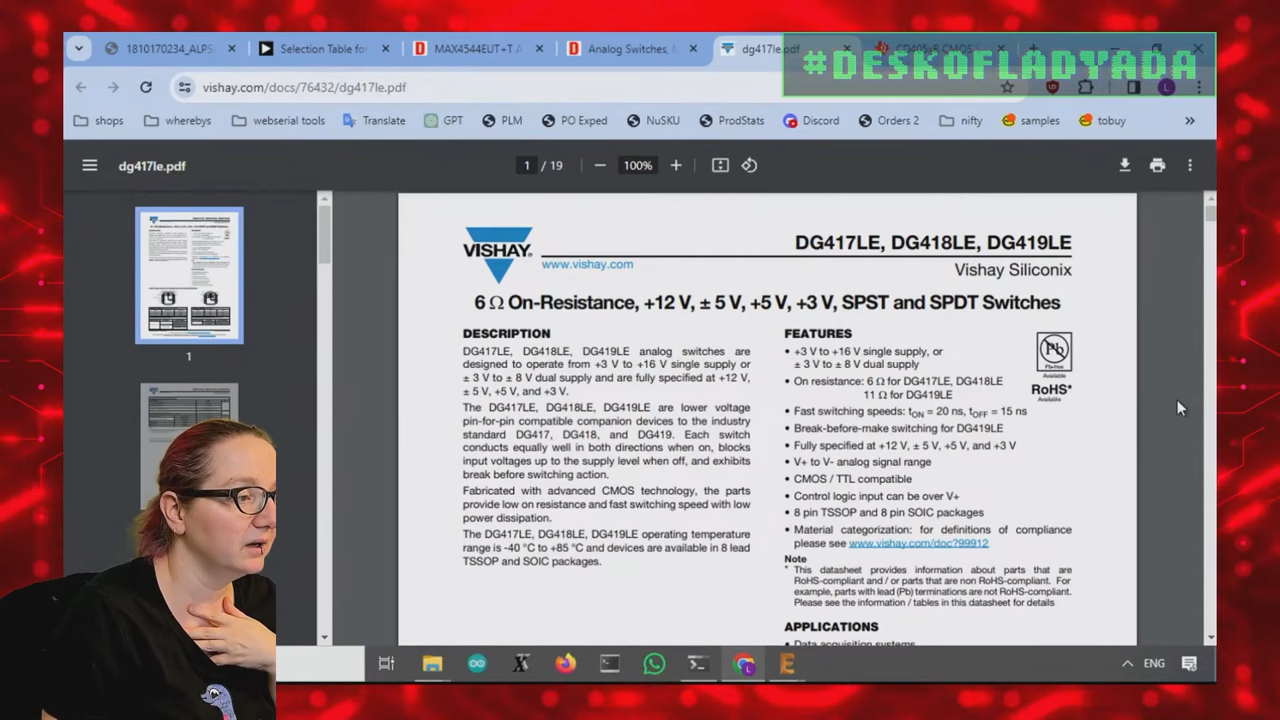 1810170234_ALPS
Selection Table for
MAX4544EUT+T A
Analog Switches, M
dg417le.pdf
#DESKOFLADYADA
vishay.com/docs/76432/dg417le.pdf
shops
wherebys
webserial tools
Translate
GPT
PLM
PO Exped
NuSKU
ProdStats
Discord
Orders 2
nifty
samples
tobuy
»
dg417le.pdf
1 / 19
100%
1
VISHAY®
www.vishay.com
DG417LE, DG418LE, DG419LE
Vishay Siliconix
6 Ω On-Resistance, +12 V, ± 5 V, +5 V, +3 V, SPST and SPDT Switches
DESCRIPTION
DG417LE, DG418LE, DG419LE analog switches are
designed to operate from +3 V to +16 V single supply or
± 3 V to ± 8 V dual supply and are fully specified at +12 V,
± 5 V, +5 V, and +3 V.
The DG417LE, DG418LE, DG419LE are lower voltage
pin-for-pin compatible companion devices to the industry
standard DG417, DG418, and DG419. Each switch
conducts equally well in both directions when on, blocks
input voltages up to the supply level when off, and exhibits
break before switching action.
Fabricated with advanced CMOS technology, the parts
provide low on resistance and fast switching speed with low
power dissipation.
The DG417LE, DG418LE, DG419LE operating temperature
range is -40 °C to +85 °C and devices are available in 8 lead
TSSOP and SOIC packages.
FEATURES
• +3 V to +16 V single supply, or
± 3 V to ± 8 V dual supply
• On resistance: 6 Ω for DG417LE, DG418LE
11 Ω for DG419LE
• Fast switching speeds: tON = 20 ns, tOFF = 15 ns
• Break-before-make switching for DG419LE
• Fully specified at +12 V, ± 5 V, +5 V, and +3 V
• V+ to V- analog signal range
• CMOS / TTL compatible
• Control logic input can be over V+
• 8 pin TSSOP and 8 pin SOIC packages
• Material categorization: for definitions of compliance
please see www.vishay.com/doc?99912
Pb
Pb-free
Available
RoHS*
Available
Note
* This datasheet provides information about parts that are
RoHS-compliant and / or parts that are non RoHS-compliant. For
example, parts with lead (Pb) terminations are not RoHS-compliant.
Please see the information / tables in this datasheet for details
APPLICATIONS
• Data acquisition systems
ENG